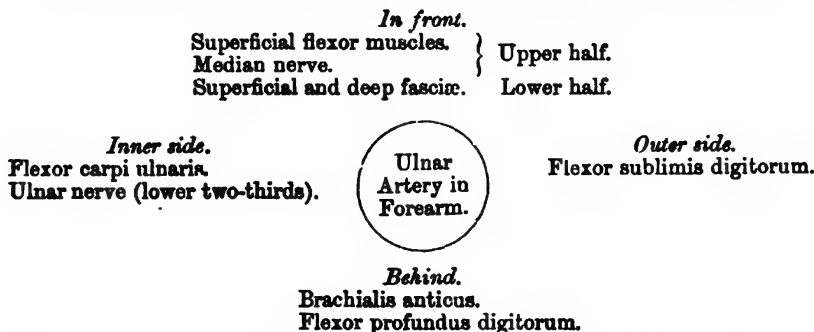 In front.
Superficial flexor muscles. } Upper half.
Median nerve.
Superficial and deep fasciæ. Lower half.
Inner side.
Flexor carpi ulnaris.
Ulnar nerve (lower two-thirds).
Ulnar
Artery in
Forearm.
Outer side.
Flexor sublimis digitorum.
Behind.
Brachialis anticus.
Flexor profundus digitorum.